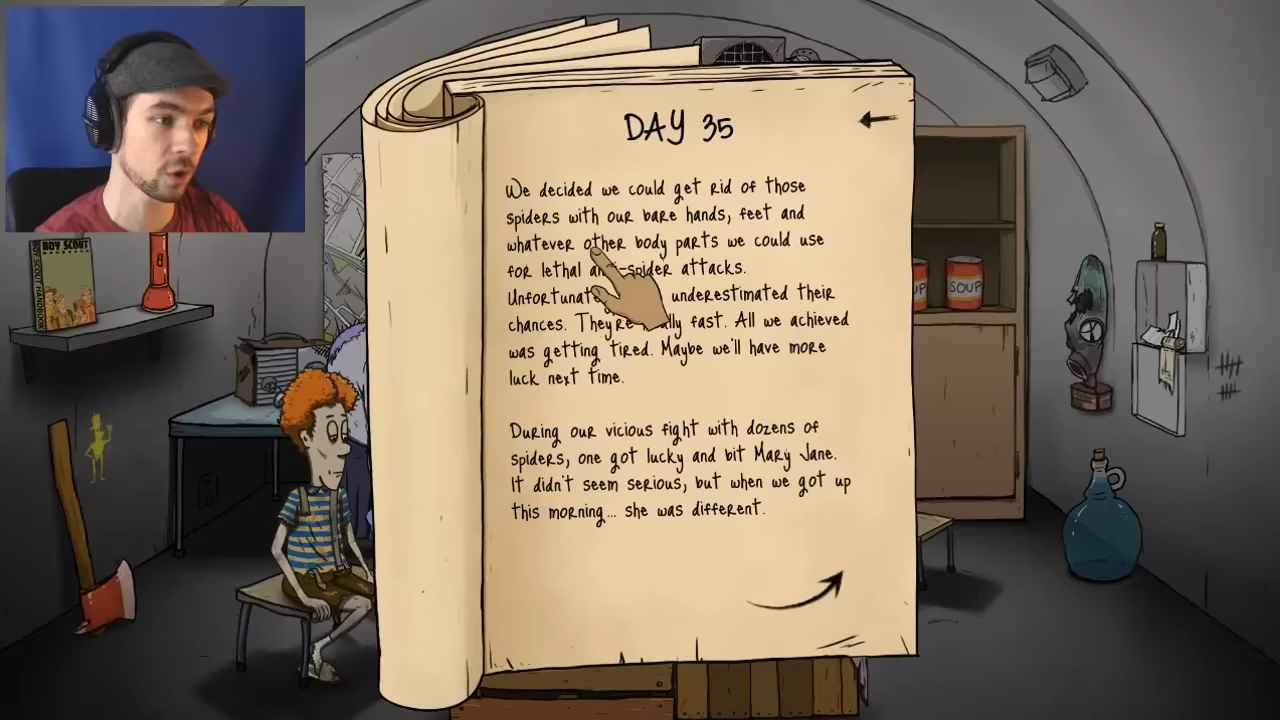 DAY 35
We decided we could get rid of those
spiders with our bare hands, feet and
whatever other body parts we could use
for lethal spider attacks.
underestimated their
chances. fast. All we achieved
was getting tired. Maybe we'll have more
luck next time.
During our vicious fight with dozens of
spiders, one got lucky and bit Mary Jane.
It didn't seem serious, but when we got up
this morning... she was different.
BOY SCOUT
BOY SCOUT HANDBOOK
SOUP